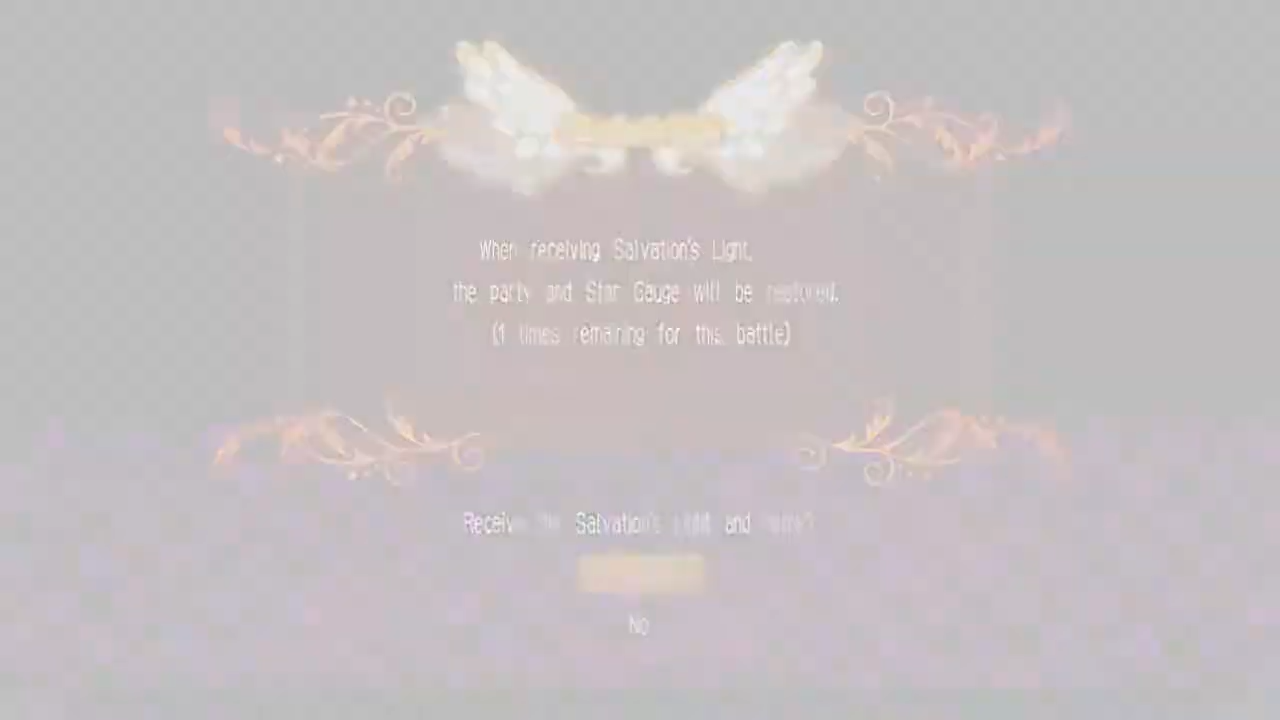 When receiving Salvation's Light,
the party and Star Gauge will be restored.
(1 times remaining for this battle)
Receive the Salvation's Light and
No